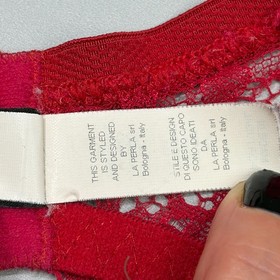 THIS GARMENT
IS STYLED
AND DESIGNED
BY
LA PERLA srl
Bologna - Italy
STILE E DESIGN
DI QUESTO CAPO
SONO IDEATI
DA
LA PERLA srl
Bologna - Italy